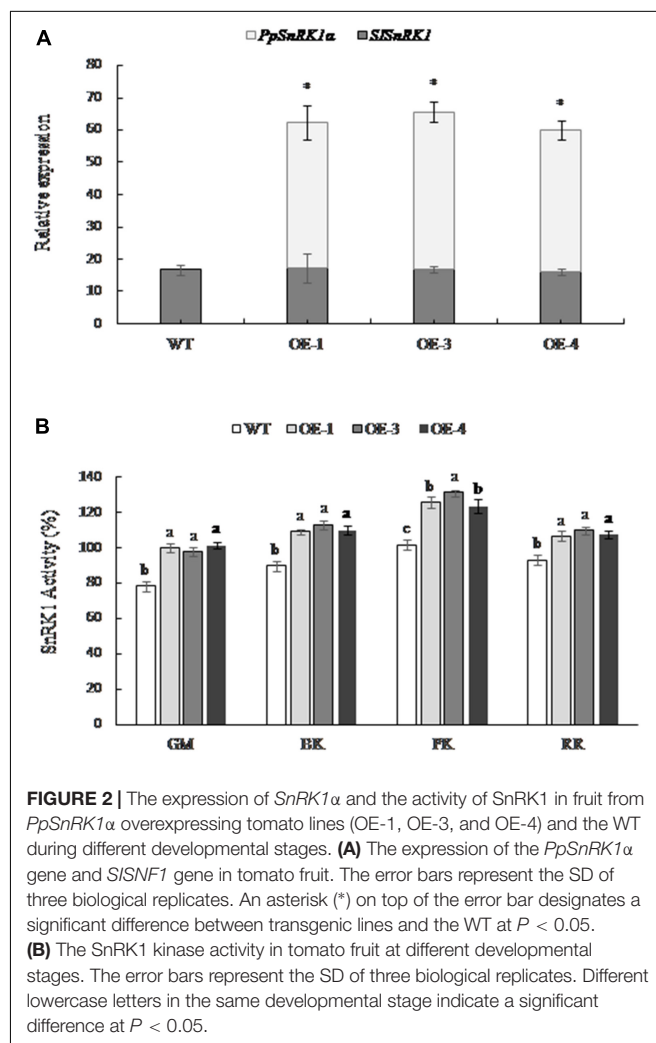 A
PpSnRK1α SlSnRK1
Relative expression
80
70
60
50
40
30
20
10
0
* * *
WT OE-1 OE-3 OE-4
B
WT OE-1 OE-3 OE-4
SnRK1 Activity (%)
140
120
100
80
60
40
20
0
b a a a b a a a c b a b b a a a
GM BK PK RR
FIGURE 2 | The expression of SnRK1α and the activity of SnRK1 in fruit from
PpSnRK1α overexpressing tomato lines (OE-1, OE-3, and OE-4) and the WT
during different developmental stages. (A) The expression of the PpSnRK1α
gene and SlSNF1 gene in tomato fruit. The error bars represent the SD of
three biological replicates. An asterisk (*) on top of the error bar designates a
significant difference between transgenic lines and the WT at P < 0.05.
(B) The SnRK1 kinase activity in tomato fruit at different developmental
stages. The error bars represent the SD of three biological replicates. Different
lowercase letters in the same developmental stage indicate a significant
difference at P < 0.05.